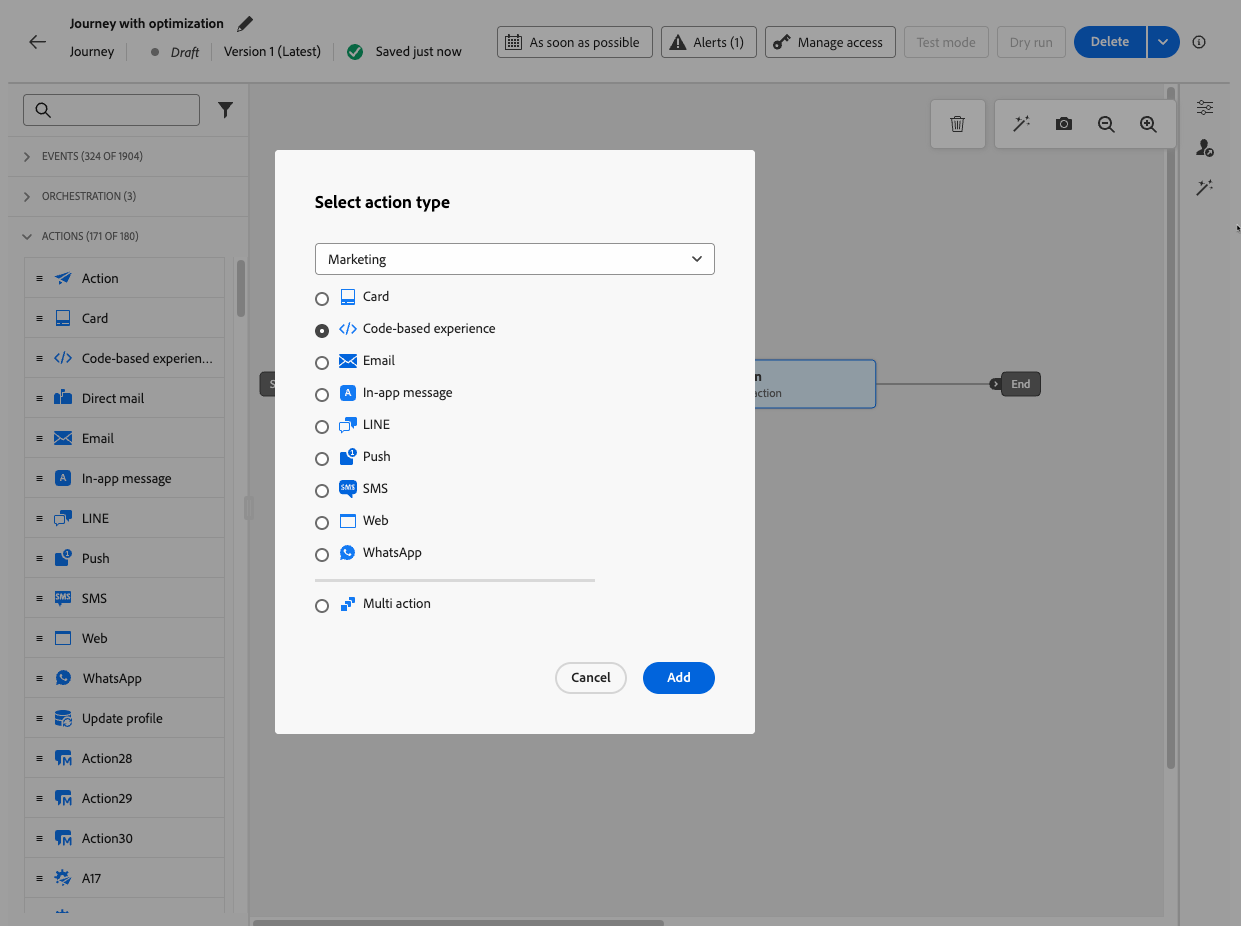 Journey with optimization
Journey
Draft
Version 1 (Latest)
Saved just now
As soon as possible
Alerts (1)
Manage access
Test mode
Dry run
Delete
EVENTS (324 OF 1904)
ORCHESTRATION (3)
ACTIONS (171 OF 180)
Action
Card
Code-based experien...
Direct mail
Email
In-app message
LINE
Push
SMS
Web
WhatsApp
Update profile
Action28
Action29
Action30
A17
Select action type
Marketing
Card
Code-based experience
Email
In-app message
LINE
Push
SMS
Web
WhatsApp
Multi action
Cancel
Add
End